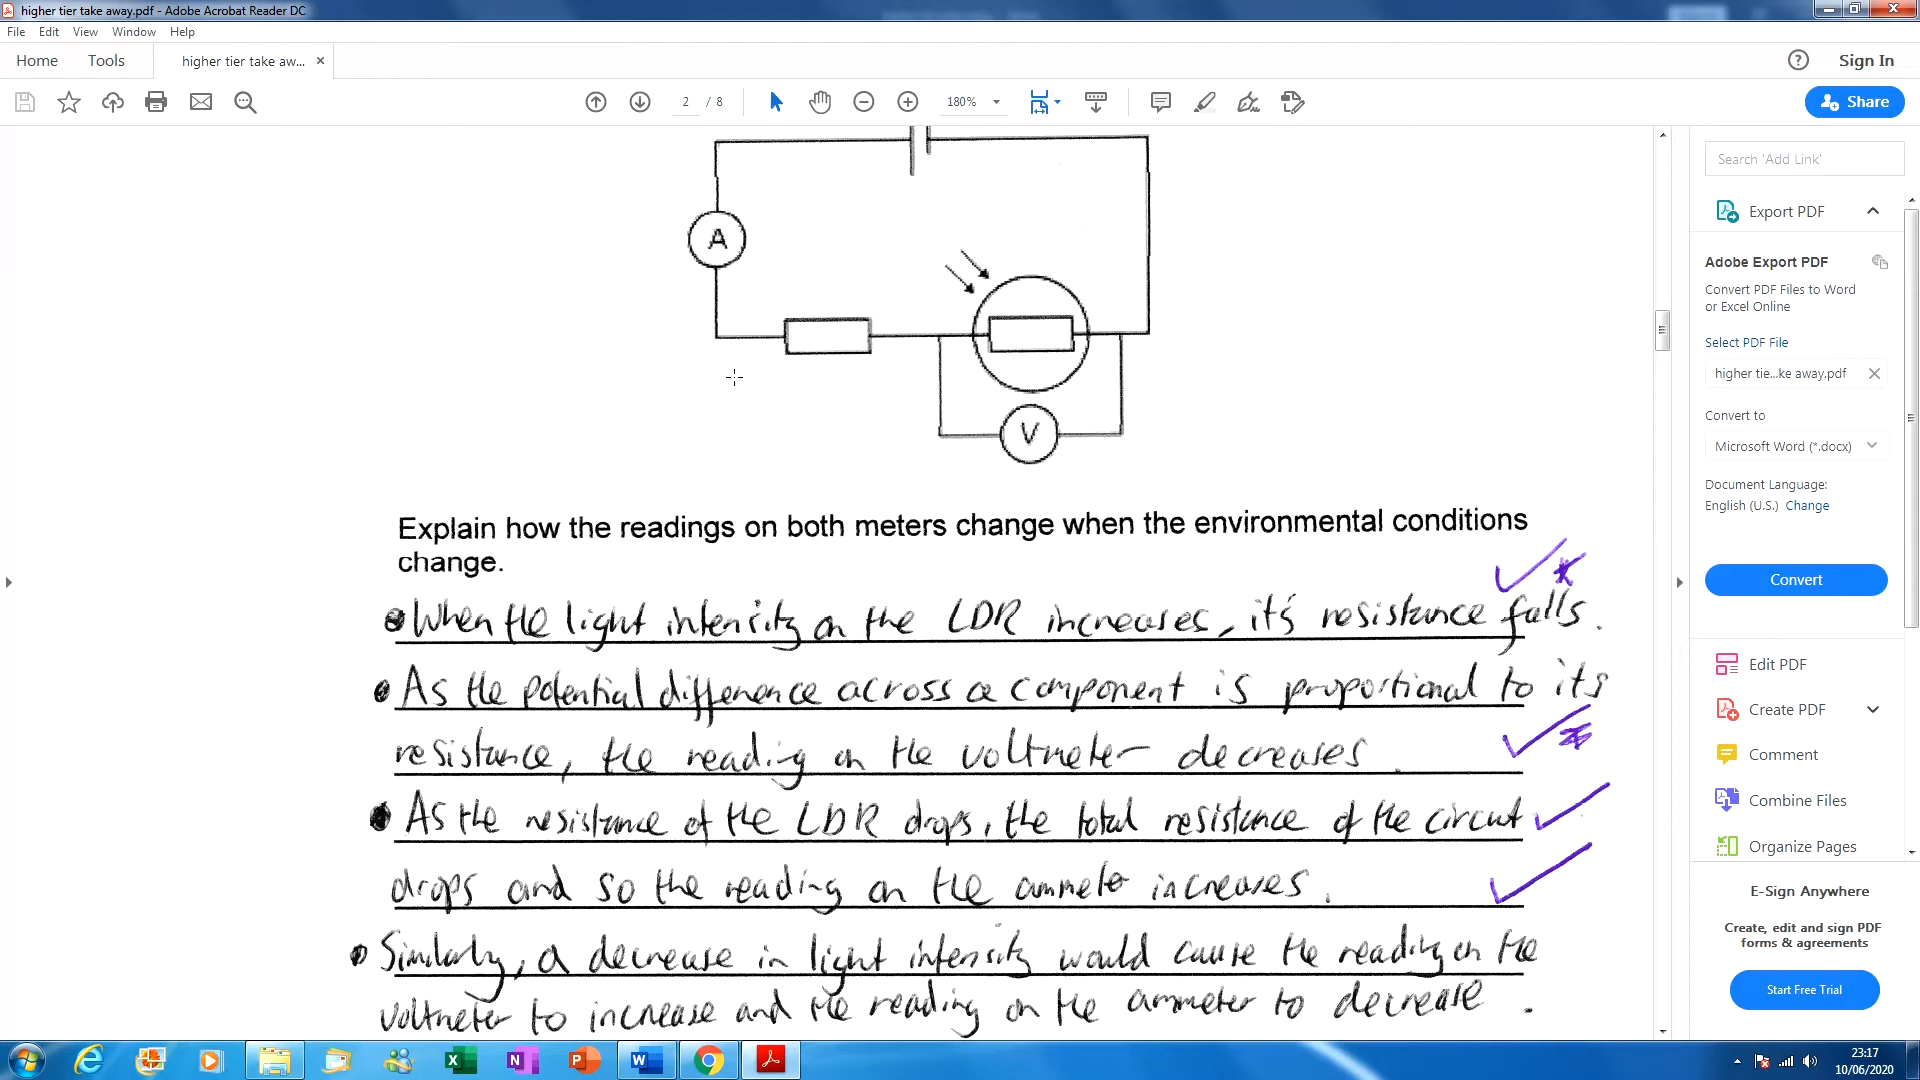 higher tier take away.pdf - Adobe Acrobat Reader DC
File Edit View Window Help
Home Tools higher tier take aw... Sign In
2 / 8 180% Share
Search 'Add Link'
Export PDF
Adobe Export PDF
Convert PDF Files to Word
or Excel Online
Select PDF File
higher tie...ke away.pdf
Convert to
Microsoft Word (*.docx)
Document Language:
English (U.S.) Change
Convert
Edit PDF
Create PDF
Comment
Combine Files
Organize Pages
E-Sign Anywhere
Create, edit and sign PDF
forms & agreements
Start Free Trial
A
V
Explain how the readings on both meters change when the environmental conditions
change.
When the light intensity on the LDR increases, it's resistance falls.
As the potential difference across a component is proportional to its
resistance, the reading on the voltmeter decreases.
As the resistance of the LDR drops, the total resistance of the circuit
drops and so the reading on the ammeter increases.
Similarly, a decrease in light intensity would cause the reading on the
voltmeter to increase and the reading on the ammeter to decrease.
23:17
10/06/2020